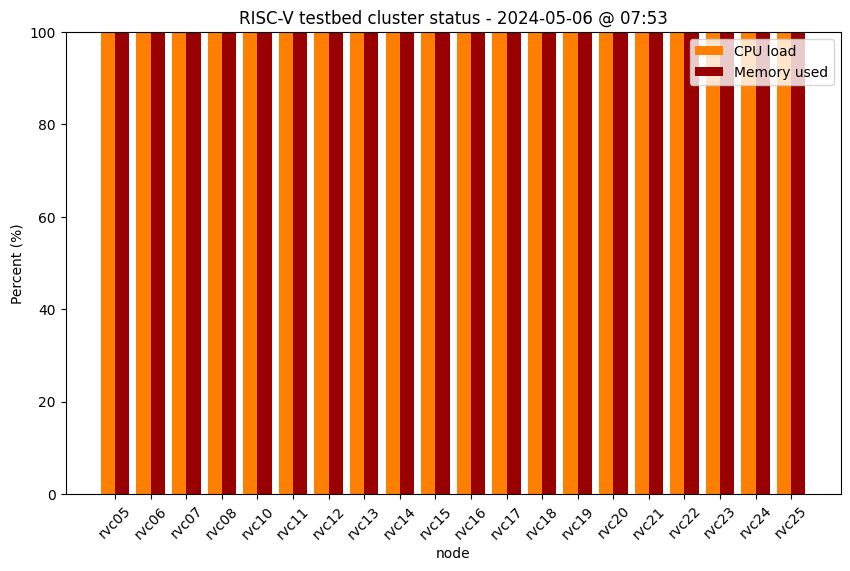 RISC-V testbed cluster status - 2024-05-06 @ 07:53
CPU load
Memory used
Percent (%)
100
80
60
40
20
0
rvc05
rvc06
rvc07
rvc08
rvc10
rvc11
rvc12
rvc13
rvc14
rvc15
rvc16
rvc17
rvc18
rvc19
rvc20
rvc21
rvc22
rvc23
rvc24
rvc25
node